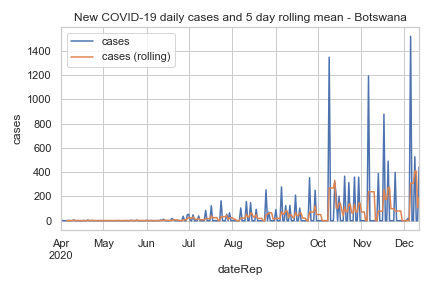 New COVID-19 daily cases and 5 day rolling mean - Botswana
cases
cases (rolling)
1400
1200
1000
800
600
400
200
0
cases
Apr May Jun Jul Aug Sep Oct Nov Dec
2020
dateRep